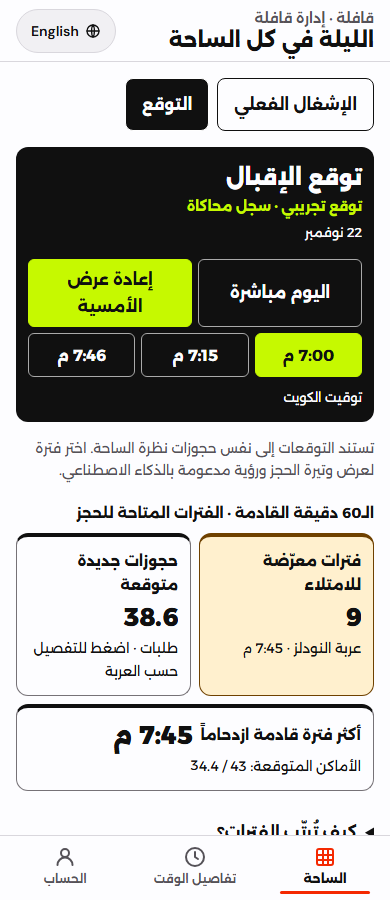 قافلة · إدارة قافلة
الليلة في كل الساحة
English
الإشغال الفعلي
التوقع
توقع الإقبال
توقع تجريبي · سجل محاكاة
22 نوفمبر
اليوم مباشرة
إعادة عرض
الأمسية
7:00 م
7:15 م
7:46 م
توقيت الكويت
تستند التوقعات إلى نفس حجوزات نظرة الساحة. اختر فترة
لعرض وتيرة الحجز ورؤية مدعومة بالذكاء الاصطناعي.
الـ60 دقيقة القادمة · الفترات المتاحة للحجز
فترات معرّضة
للامتلاء
9
عربة النودلز · 7:45 م
حجوزات جديدة
متوقعة
38.6
طلبات · اضغط للتفصيل
حسب العربة
أكثر فترة قادمة ازدحاماً 7:45 م
الأماكن المتوقعة: 43 / 34.4
كيف تُرتّب الفترات؟
الساحة
تفاصيل الوقت
الحساب